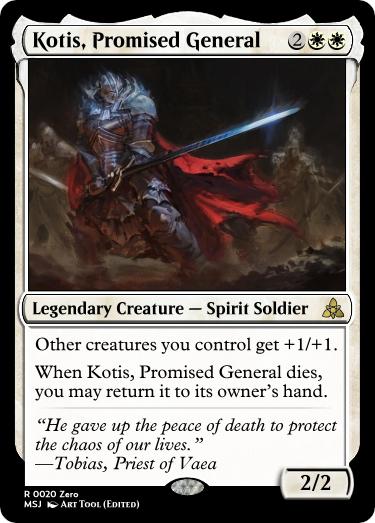 Kotis, Promised General 2
Legendary Creature — Spirit Soldier
Other creatures you control get +1/+1.
When Kotis, Promised General dies,
you may return it to its owner's hand.
“He gave up the peace of death to protect
the chaos of our lives.”
—Tobias, Priest of Vaea
2/2
R 0020 Zero
MSJ Art Tool (Edited)